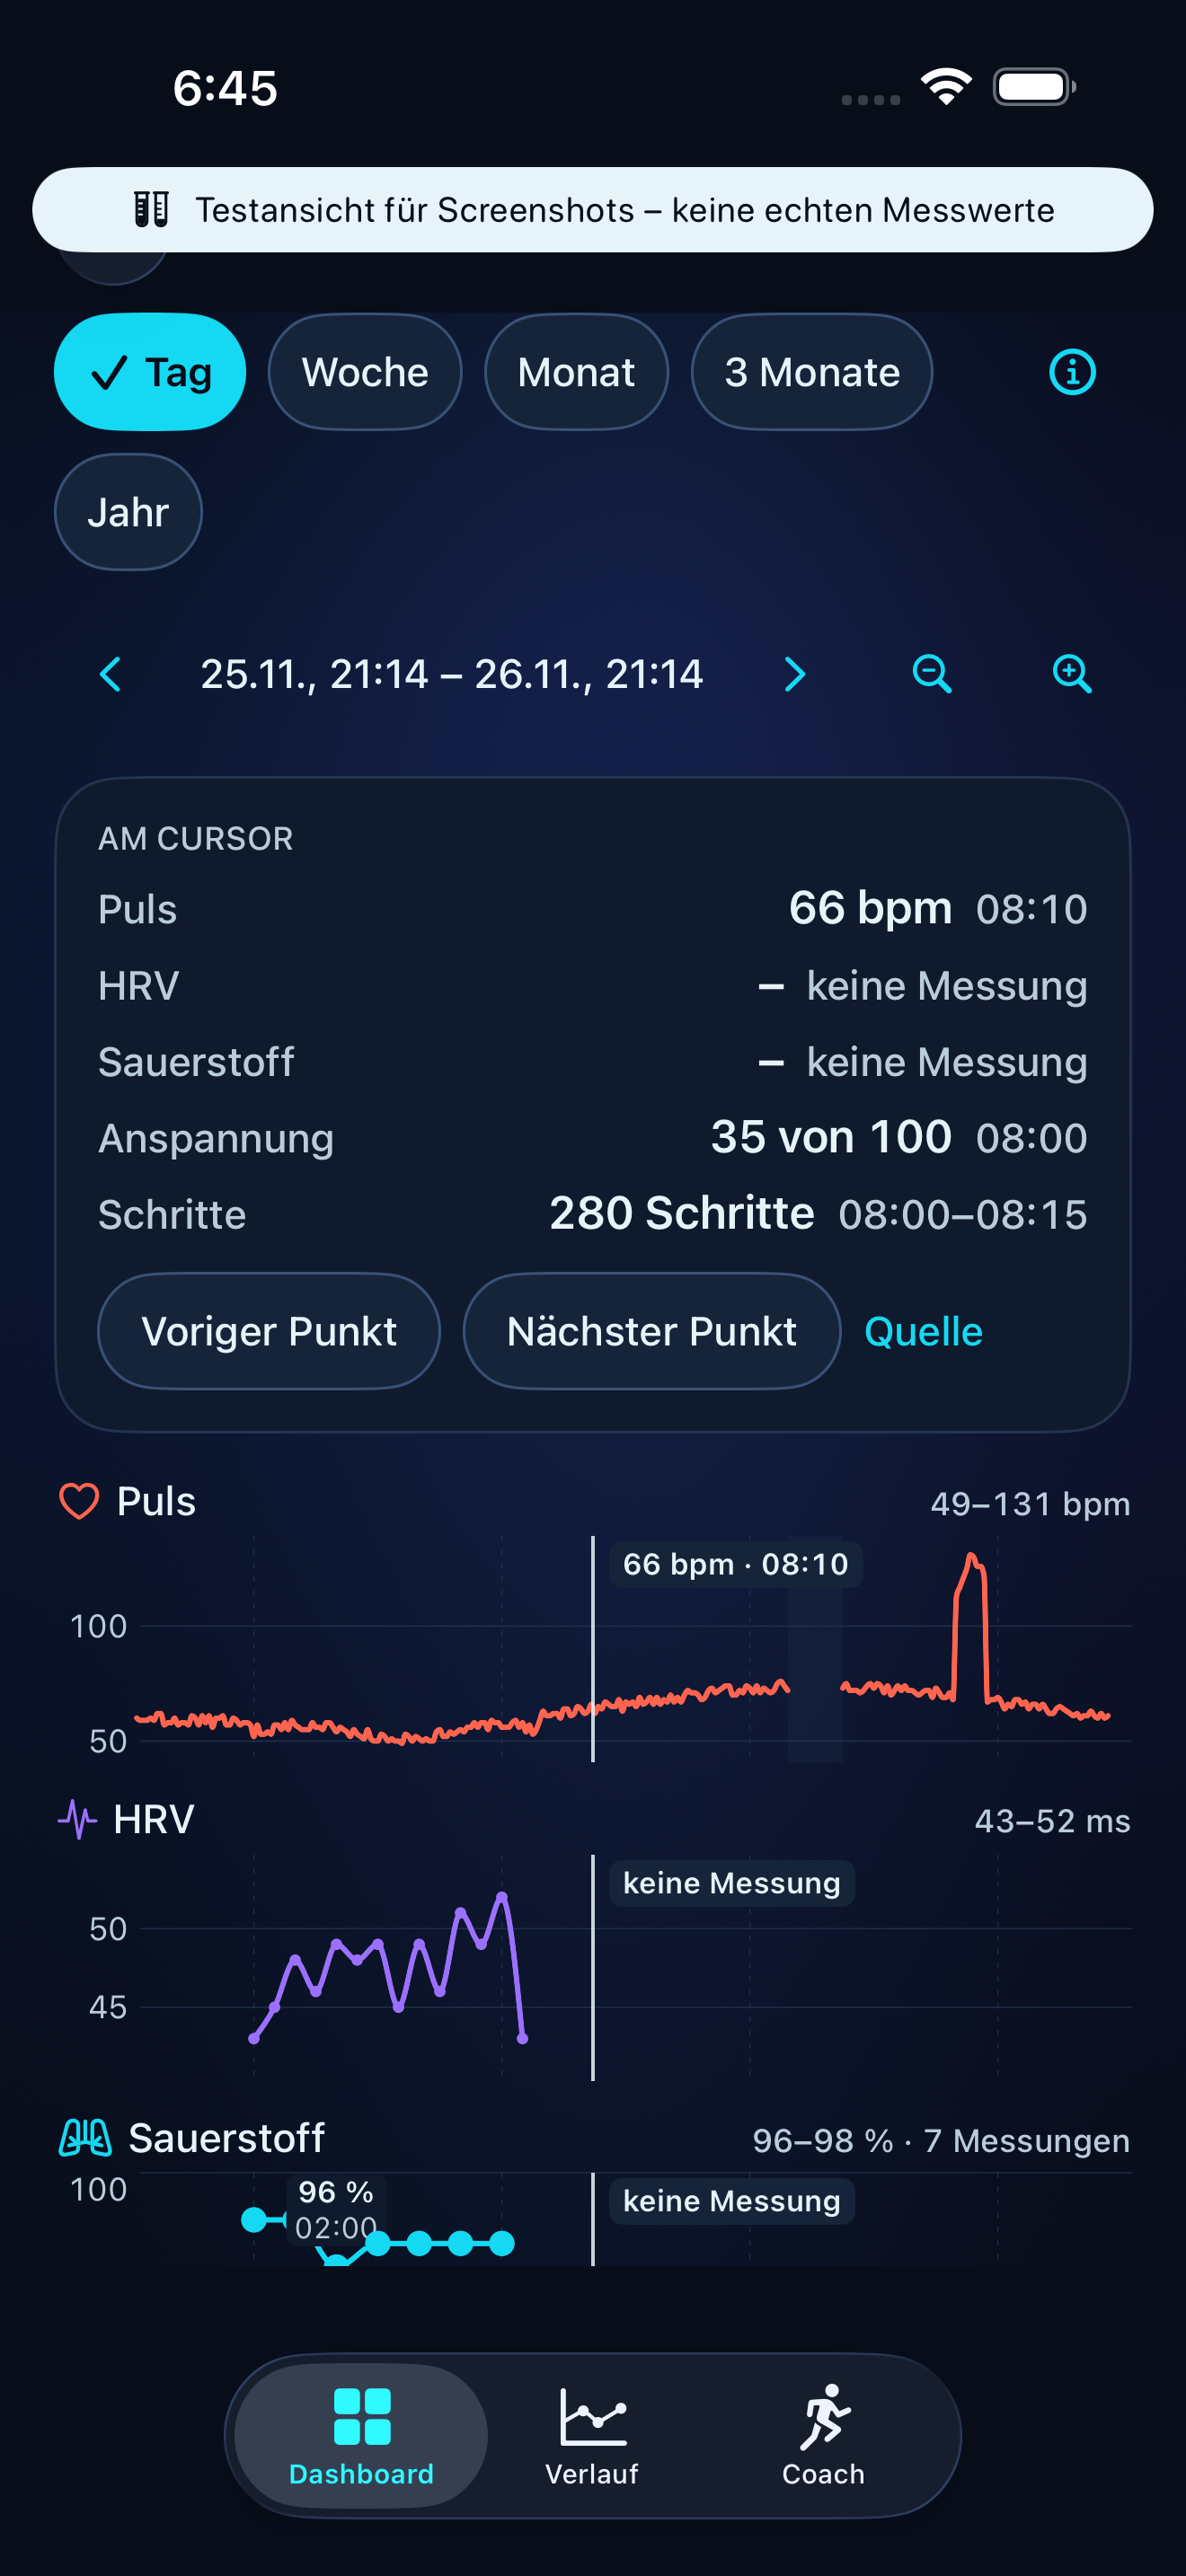 6:45
Testansicht für Screenshots – keine echten Messwerte
Tag
Woche
Monat
3 Monate
Jahr
25.11., 21:14 – 26.11., 21:14
AM CURSOR
Puls 66 bpm 08:10
HRV – keine Messung
Sauerstoff – keine Messung
Anspannung 35 von 100 08:00
Schritte 280 Schritte 08:00–08:15
Voriger Punkt
Nächster Punkt
Quelle
Puls 49–131 bpm
66 bpm · 08:10
100
50
HRV 43–52 ms
keine Messung
50
45
Sauerstoff 96–98 % · 7 Messungen
100
96 %
02:00
keine Messung
Dashboard
Verlauf
Coach